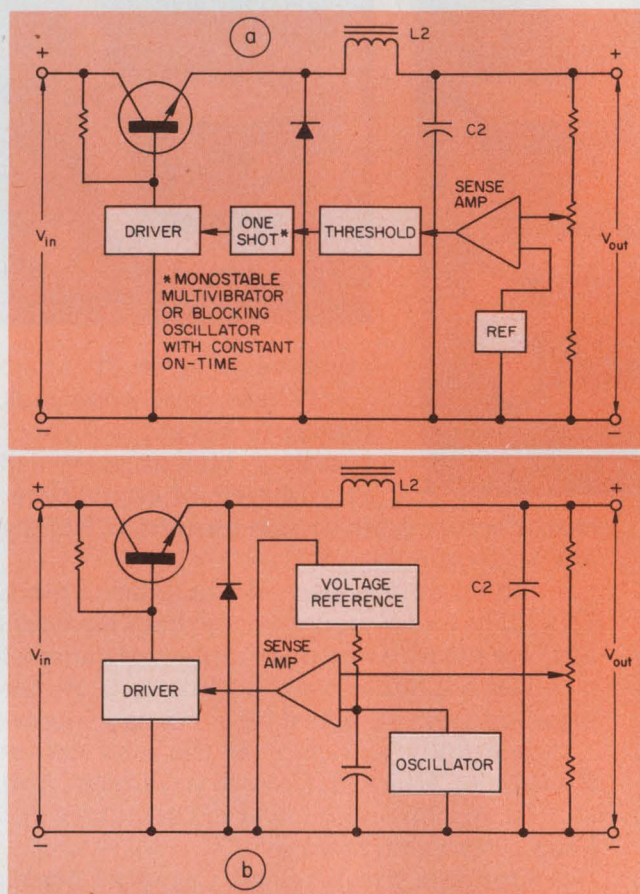 a
L2
+
+
C2
SENSE
AMP
DRIVER
ONE
SHOT*
THRESHOLD
Vin
Vout
* MONOSTABLE
MULTIVIBRATOR
OR BLOCKING
OSCILLATOR
WITH CONSTANT
ON-TIME
REF
−
−
+
+
L2
VOLTAGE
REFERENCE
C2
SENSE
AMP
Vin
Vout
DRIVER
OSCILLATOR
−
−
b